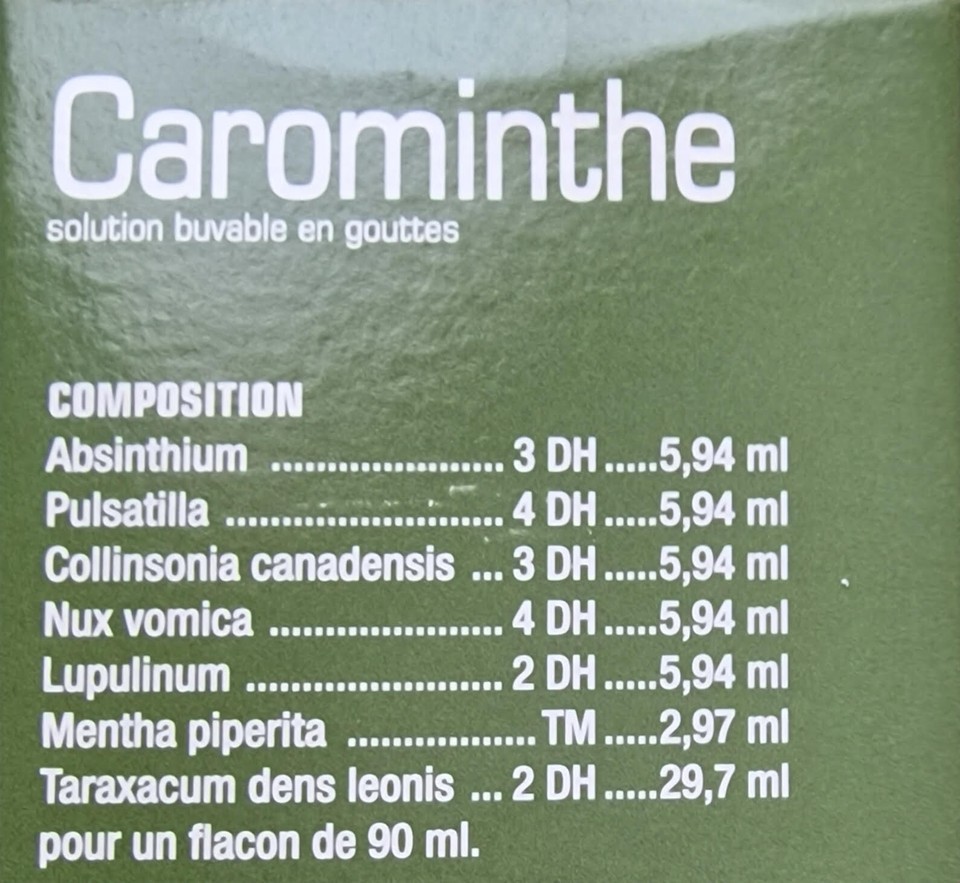 Carominthe
solution buvable en gouttes
COMPOSITION
Absinthium ..................... 3 DH .....5,94 ml
Pulsatilla ......................... 4 DH .....5,94 ml
Collinsonia canadensis ... 3 DH .....5,94 ml
Nux vomica ..................... 4 DH .....5,94 ml
Lupulinum ....................... 2 DH .....5,94 ml
Mentha piperita ................. TM .....2,97 ml
Taraxacum dens leonis ... 2 DH .....29,7 ml
pour un flacon de 90 ml.